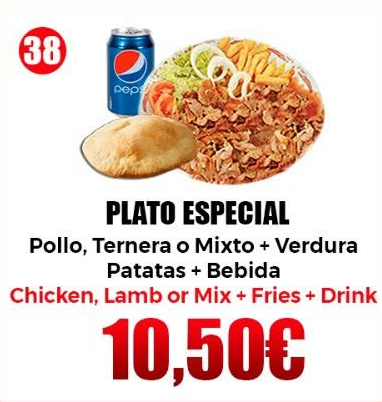 38
pepsi
PLATO ESPECIAL
Pollo, Ternera o Mixto + Verdura
Patatas + Bebida
Chicken, Lamb or Mix + Fries + Drink
10,50€